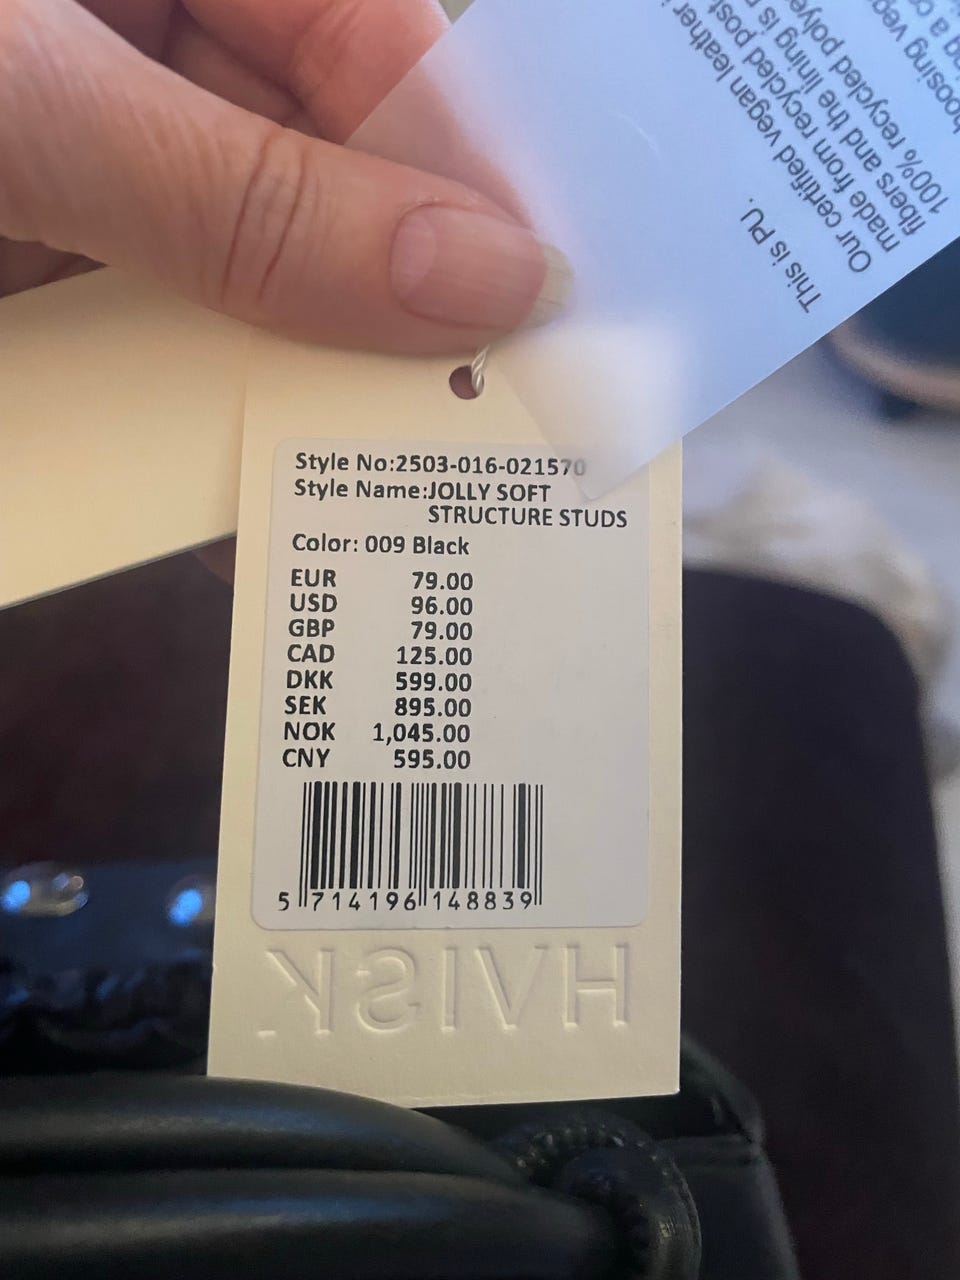 This is PU.
Our certified vegan leather
made from recycled post
fibers and the lining is
100% recycled polye
Style No:2503-016-021570
Style Name:JOLLY SOFT
STRUCTURE STUDS
Color: 009 Black
EUR 79.00
USD 96.00
GBP 79.00
CAD 125.00
DKK 599.00
SEK 895.00
NOK 1,045.00
CNY 595.00
5 714196 148839
HVISK